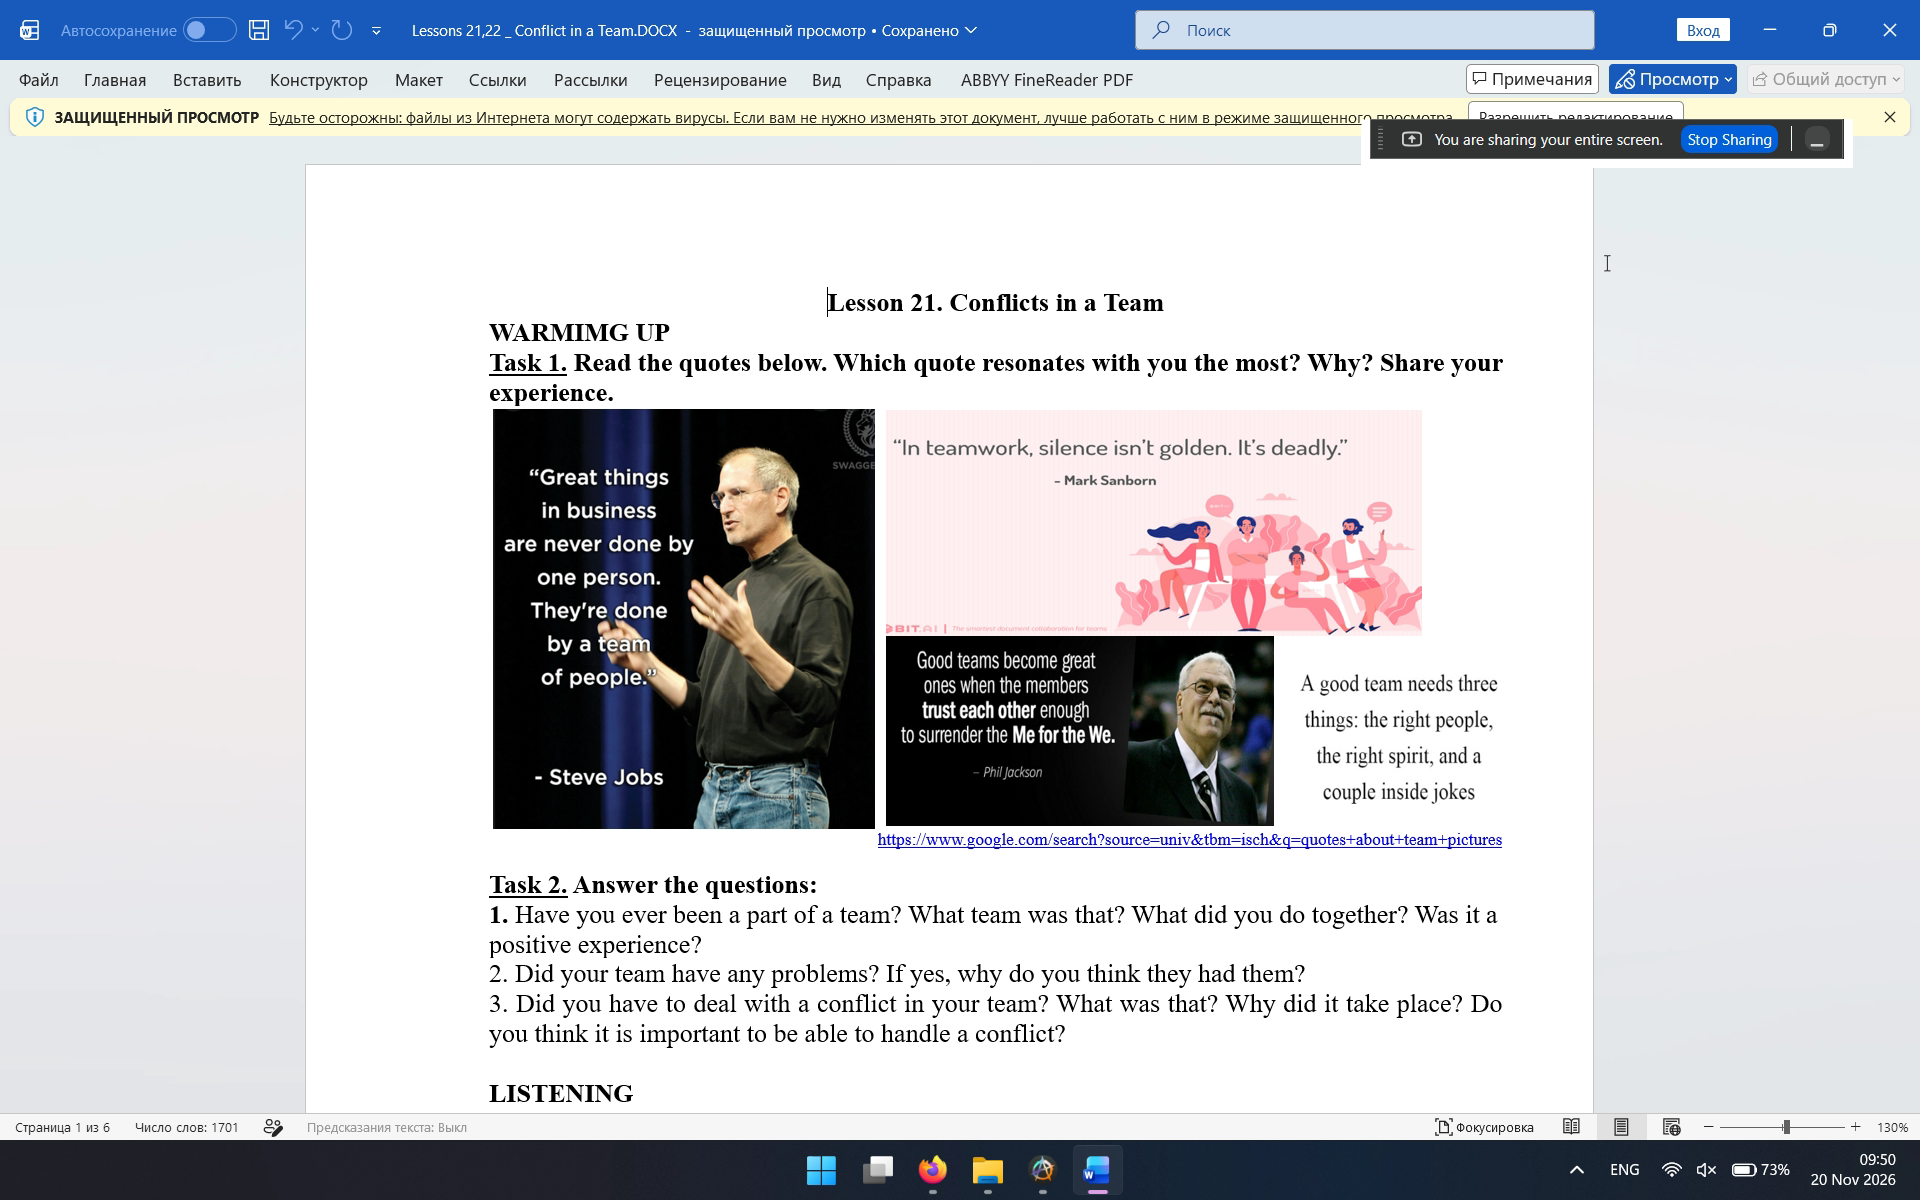 Автосохранение
Lessons 21,22 _ Conflict in a Team.DOCX - защищенный просмотр • Сохранено
Поиск
Вход
Файл Главная Вставить Конструктор Макет Ссылки Рассылки Рецензирование Вид Справка ABBYY FineReader PDF
Примечания Просмотр Общий доступ
ЗАЩИЩЕННЫЙ ПРОСМОТР Будьте осторожны: файлы из Интернета могут содержать вирусы. Если вам не нужно изменять этот документ, лучше работать с ним в режиме защищенного просмотра.
Разрешить редактирование
You are sharing your entire screen. Stop Sharing
Lesson 21. Conflicts in a Team
WARMIMG UP
Task 1. Read the quotes below. Which quote resonates with you the most? Why? Share your
experience.
“Great things
in business
are never done by
one person.
They're done
by a team
of people.”
- Steve Jobs
“In teamwork, silence isn't golden. It's deadly.”
- Mark Sanborn
BIT.AI | The smartest document collaboration for teams
Good teams become great
ones when the members
trust each other enough
to surrender the Me for the We.
– Phil Jackson
A good team needs three
things: the right people,
the right spirit, and a
couple inside jokes
https://www.google.com/search?source=univ&tbm=isch&q=quotes+about+team+pictures
Task 2. Answer the questions:
1. Have you ever been a part of a team? What team was that? What did you do together? Was it a
positive experience?
2. Did your team have any problems? If yes, why do you think they had them?
3. Did you have to deal with a conflict in your team? What was that? Why did it take place? Do
you think it is important to be able to handle a conflict?
LISTENING
Страница 1 из 6 Число слов: 1701 Предсказания текста: Выкл
Фокусировка 130%
ENG 73% 09:50
20 Nov 2026